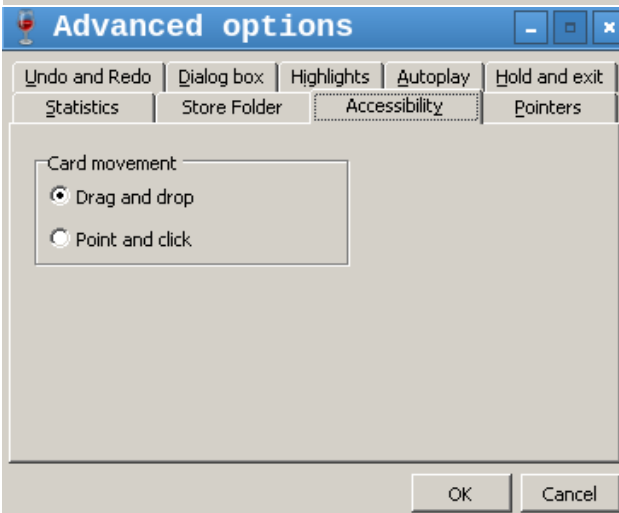 Advanced options
Undo and Redo Dialog box Highlights Autoplay Hold and exit
Statistics Store Folder Accessibility Pointers
Card movement
Drag and drop
Point and click
OK Cancel